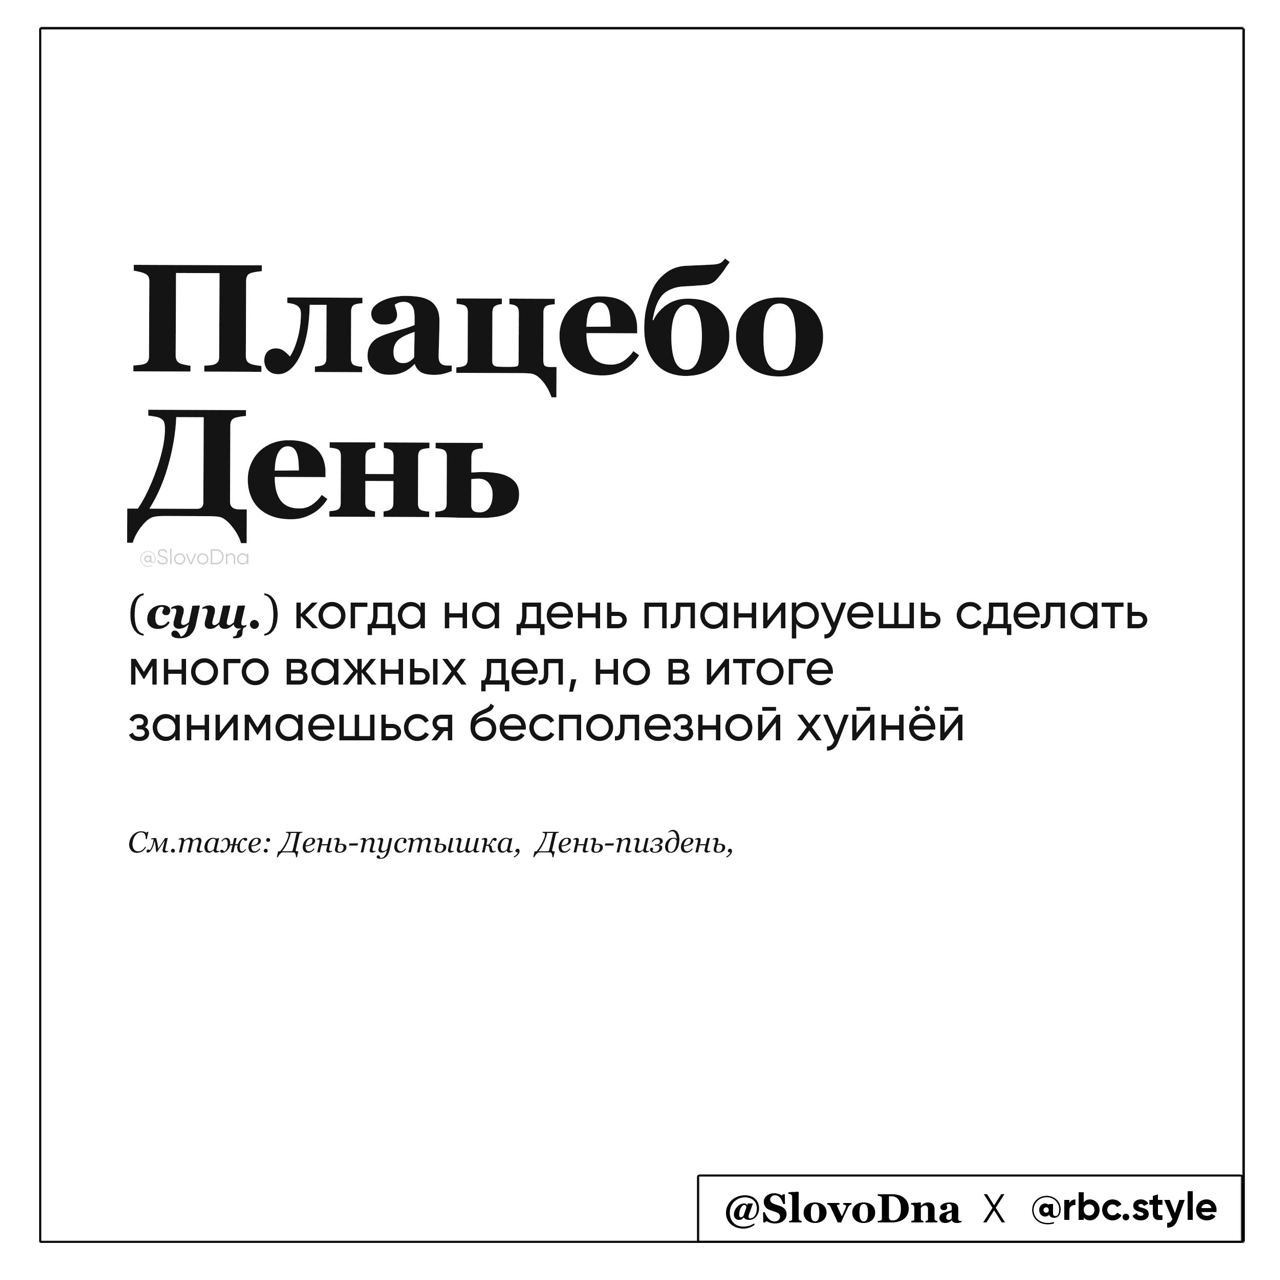 Плацебо
День
@SlovoDna
(сущ.) когда на день планируешь сделать
много важных дел, но в итоге
занимаешься бесполезной хуйнёй
См.таже: День-пустышка, День-пиздень,
@SlovoDna X @rbc.style